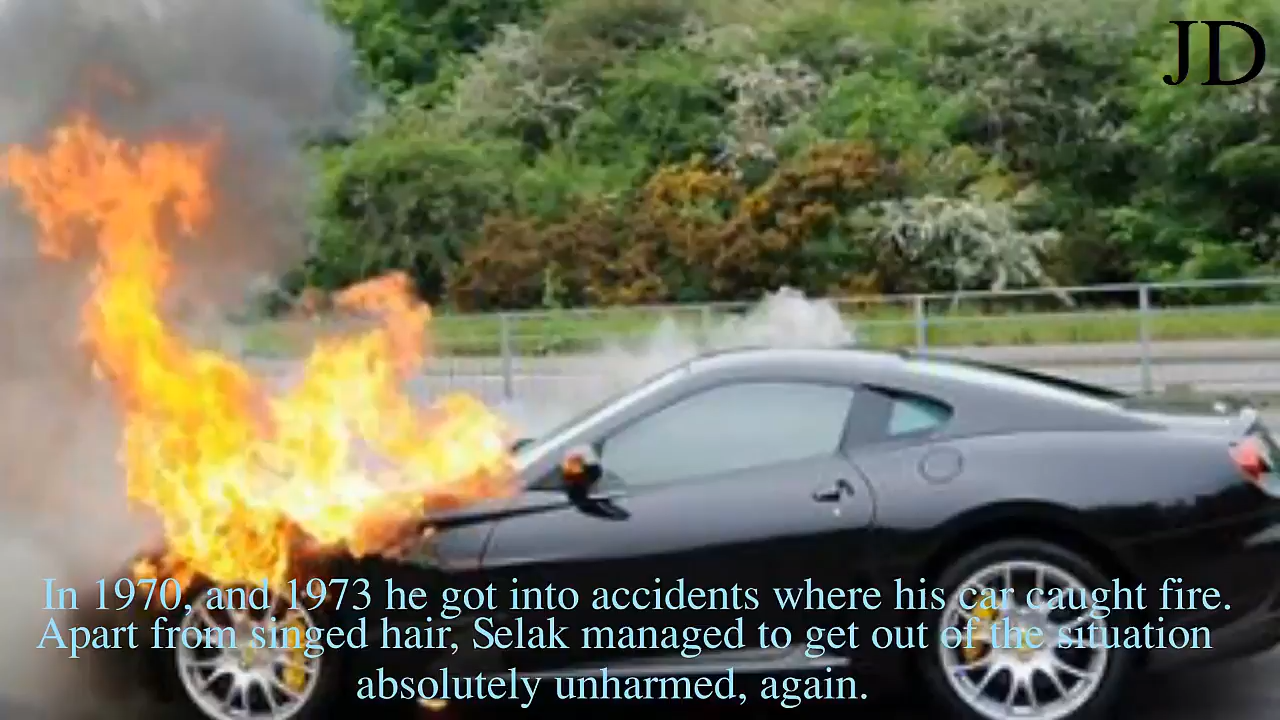 JD
In 1970, and 1973 he got into accidents where his car caught fire.
Apart from singed hair, Selak managed to get out of the situation
absolutely unharmed, again.